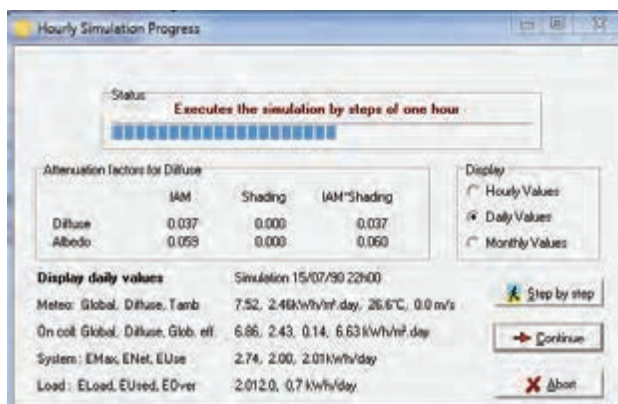 Hourly Simulation Progress
Status
Executes the simulation by steps of one hour
Attenuation factors for Diffuse
IAM Shading IAM*Shading
Diffuse 0.037 0.000 0.037
Albedo 0.059 0.000 0.060
Display
Hourly Values
Daily Values
Monthly Values
Display daily values Simulation 15/07/90 22h00
Meteo: Global, Diffuse, Tamb 7.52, 2.46kWh/m².day, 26.6°C, 0.0 m/s
On coll: Global, Diffuse, Glob. eff. 6.86, 2.43, 0.14, 6.63 kWh/m².day
System : EMax, ENet, EUse 2.74, 2.00, 2.01kWh/day
Load : ELoad, EUsed, EOver 2.012.0, 0.7 kWh/day
Step by step
Continue
Abort